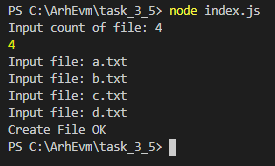 PS C:\ArhEvm\task_3_5> node index.js
Input count of file: 4
4
Input file: a.txt
Input file: b.txt
Input file: c.txt
Input file: d.txt
Create File OK
PS C:\ArhEvm\task_3_5>